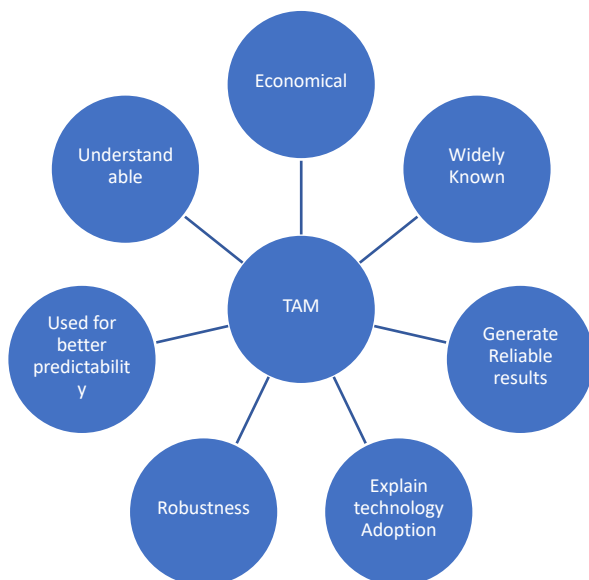 Economical
Widely
Known
Generate
Reliable
results
Explain
technology
Adoption
Robustness
Used for
better
predictabilit
y
Understand
able
TAM